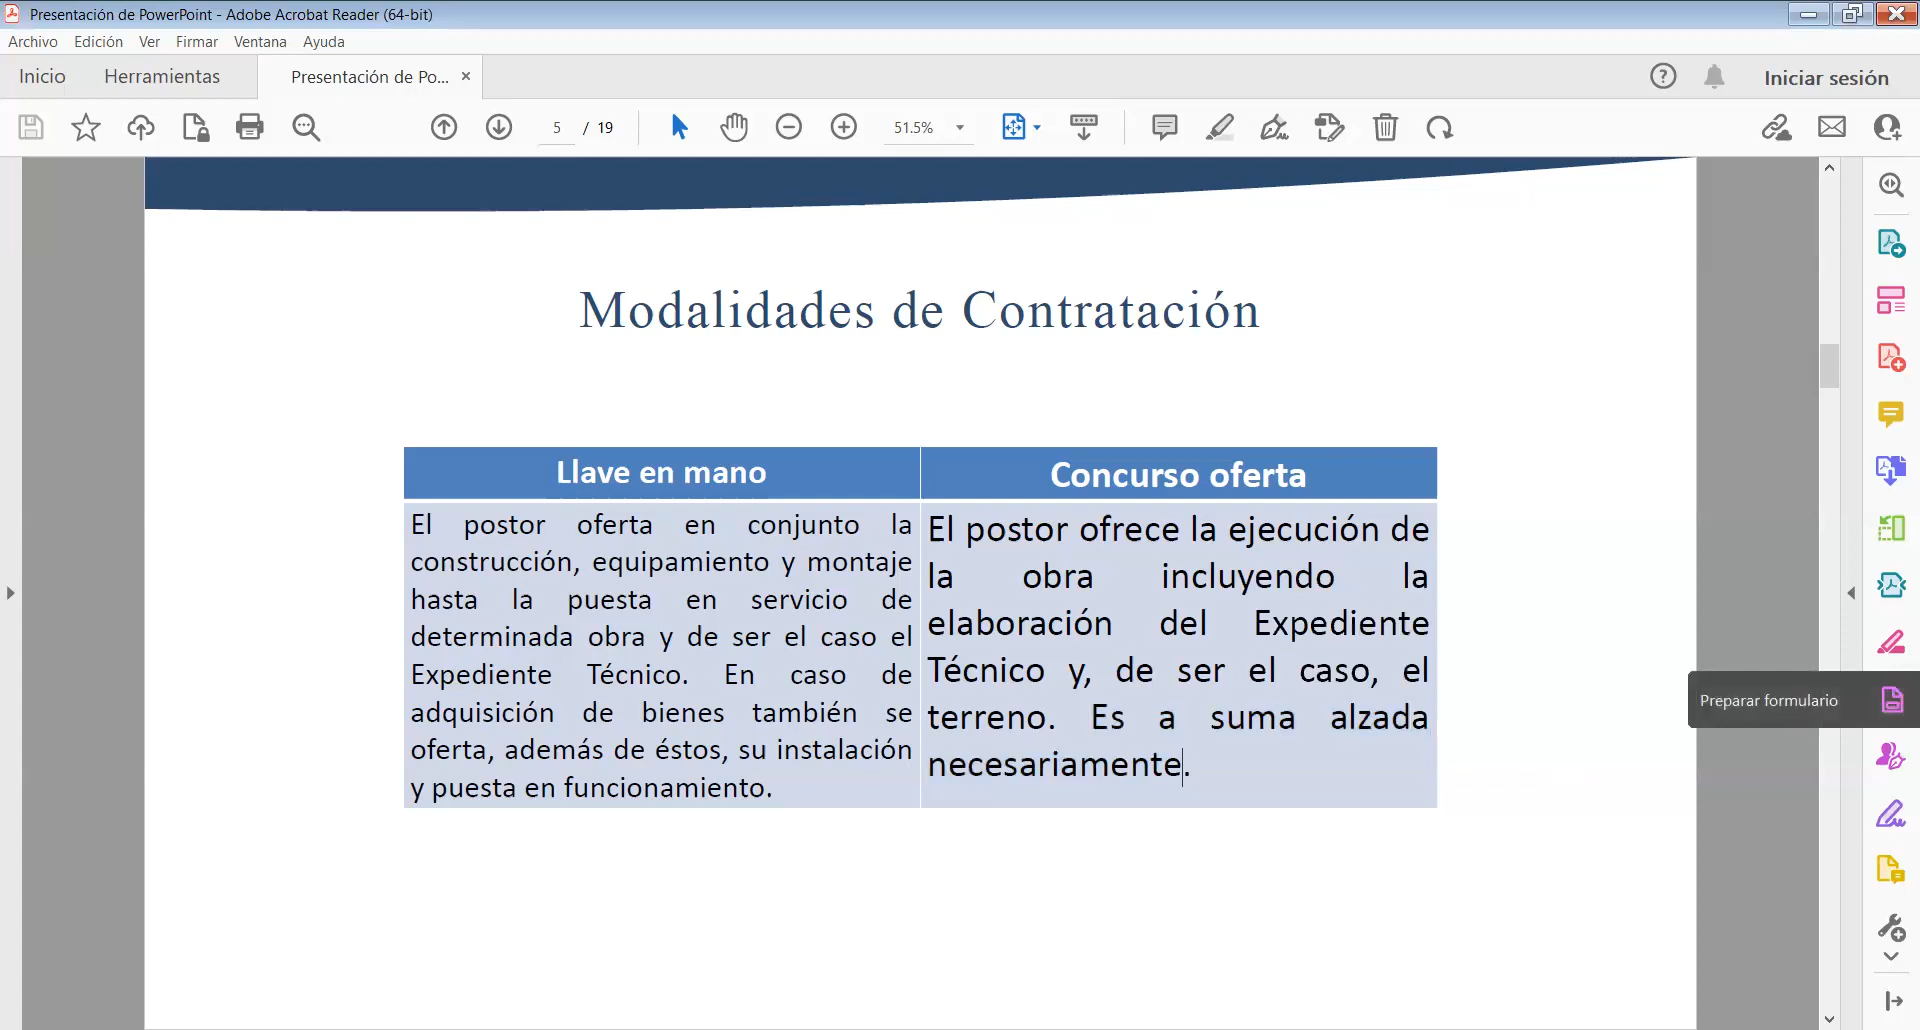 Presentación de PowerPoint - Adobe Acrobat Reader (64-bit)
Archivo Edición Ver Firmar Ventana Ayuda
Inicio Herramientas Presentación de Po... × Iniciar sesión
5 / 19 51.5%
Modalidades de Contratación
Llave en mano
El postor oferta en conjunto la
construcción, equipamiento y montaje
hasta la puesta en servicio de
determinada obra y de ser el caso el
Expediente Técnico. En caso de
adquisición de bienes también se
oferta, además de éstos, su instalación
y puesta en funcionamiento.
Concurso oferta
El postor ofrece la ejecución de
la obra incluyendo la
elaboración del Expediente
Técnico y, de ser el caso, el
terreno. Es a suma alzada
necesariamente.
Preparar formulario